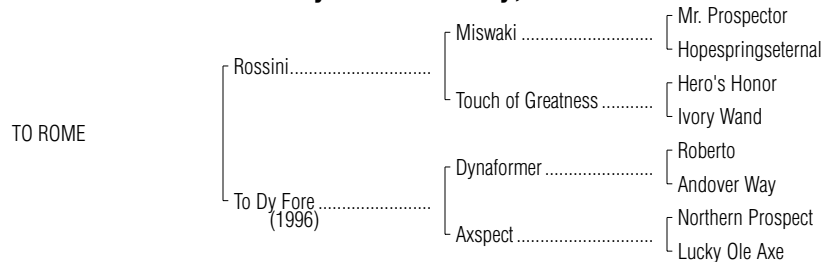 Mr. Prospector
Miswaki ........................
Hopespringseternal
Rossini..........................
Hero's Honor
Touch of Greatness ...........
Ivory Wand
TO ROME
Roberto
Dynaformer .......................
Andover Way
To Dy Fore .......................
(1996)
Northern Prospect
Axspect ...........................
Lucky Ole Axe